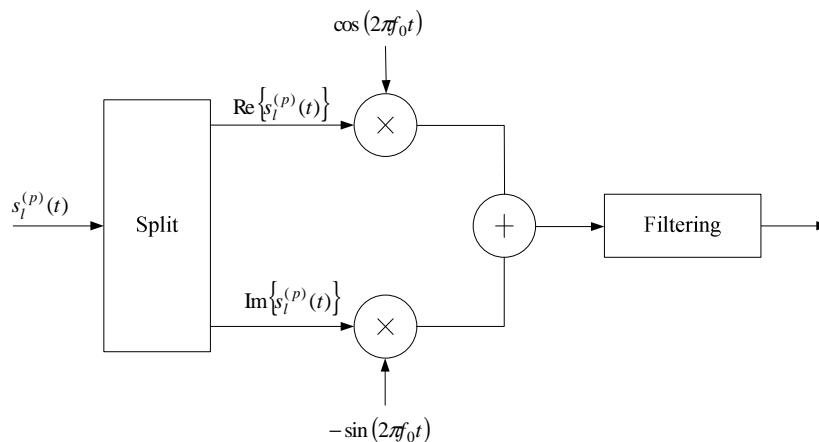 cos(2πf₀t)
Re{s_l^(p)(t)}
×
s_l^(p)(t)
Split
+
Filtering
Im{s_l^(p)(t)}
×
−sin(2πf₀t)